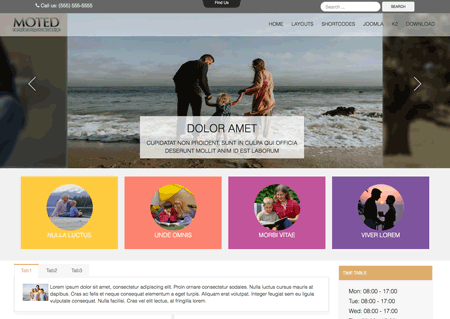 Call us: (555) 555-5555
Find Us
Search ...
SEARCH
MOTED
HOME LAYOUTS SHORTCODES JOOMLA K2 DOWNLOAD
DOLOR AMET
CUPIDATAT NON PROIDENT, SUNT IN CULPA QUI OFFICIA
DESERUNT MOLLIT ANIM ID EST LABORUM
NULLA LUCTUS
UNDE OMNIS
MORBI VITAE
VIVER LOREM
Tab1 Tab2 Tab3
Lorem ipsum dolor sit amet, consectetur adipiscing elit. Proin ornare consectetur sodales. Nulla luctus cursus mauris at
dapibus. Cras ac felis et neque consequat elementum a eget turpis. Aliquam erat volutpat. Integer feugiat sem eu ligula
vulputate consequat. Nulla facilisi. Cras vel elit lectus, at fringilla lorem.
TIME TABLE
Mon: 08:00 - 17:00
Tue: 08:00 - 17:00
Wed: 08:00 - 17:00